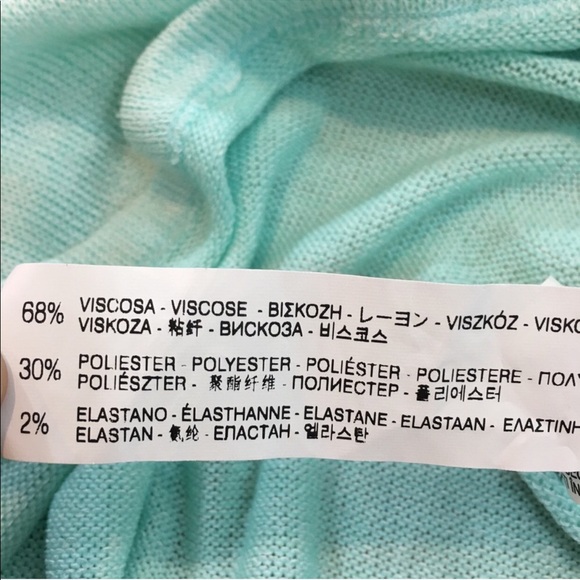 68% VISCOSA - VISCOSE - ΒΙΣΚΟΖΗ - レーヨン - VISZKÓZ - VISKO
VISKOZA - 粘纤 - ВИСКОЗА - 비스코스
30% POLIESTER - POLYESTER - POLIÉSTER - POLIESTERE - ΠΟΛΥ
POLIÉSZTER - 聚酯纤维 - ПОЛИЕСТЕР - 폴리에스터
2% ELASTANO - ÉLASTHANNE - ELASTANE - ELASTAAN - ΕΛΑΣΤΙΝΗ
ELASTAN - 氨纶 - ЕЛАСТАН - 엘라스탄